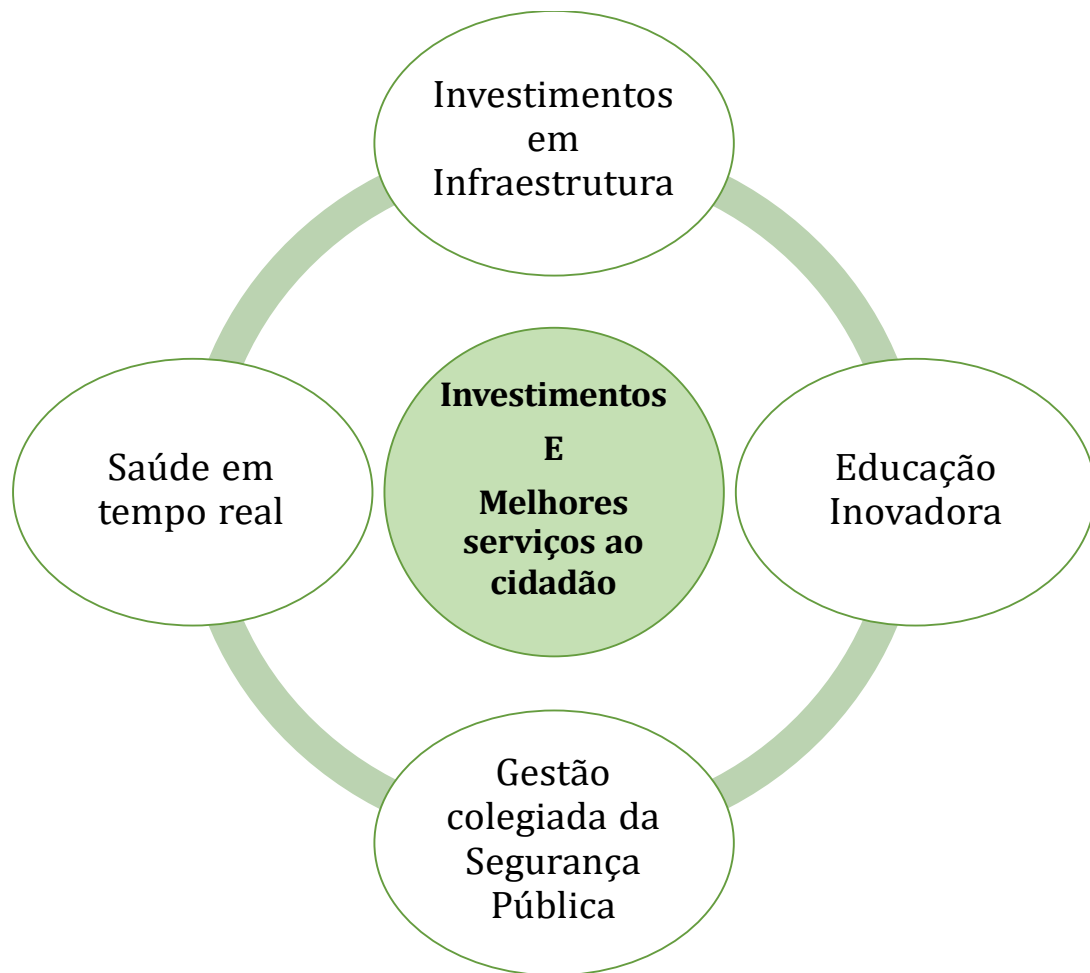 Investimentos
em
Infraestrutura
Saúde em
tempo real
Investimentos
E
Melhores
serviços ao
cidadão
Educação
Inovadora
Gestão
colegiada da
Segurança
Pública